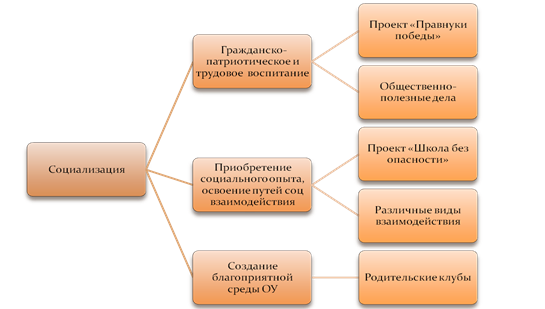 Социализация
Гражданско-
патриотическое и
трудовое воспитание
Проект «Правнуки
победы»
Общественно-
полезные дела
Приобретение
социального опыта,
освоение путей соц
взаимодействия
Проект «Школа без
опасности»
Различные виды
взаимодействия
Создание
благоприятной
среды ОУ
Родительские клубы